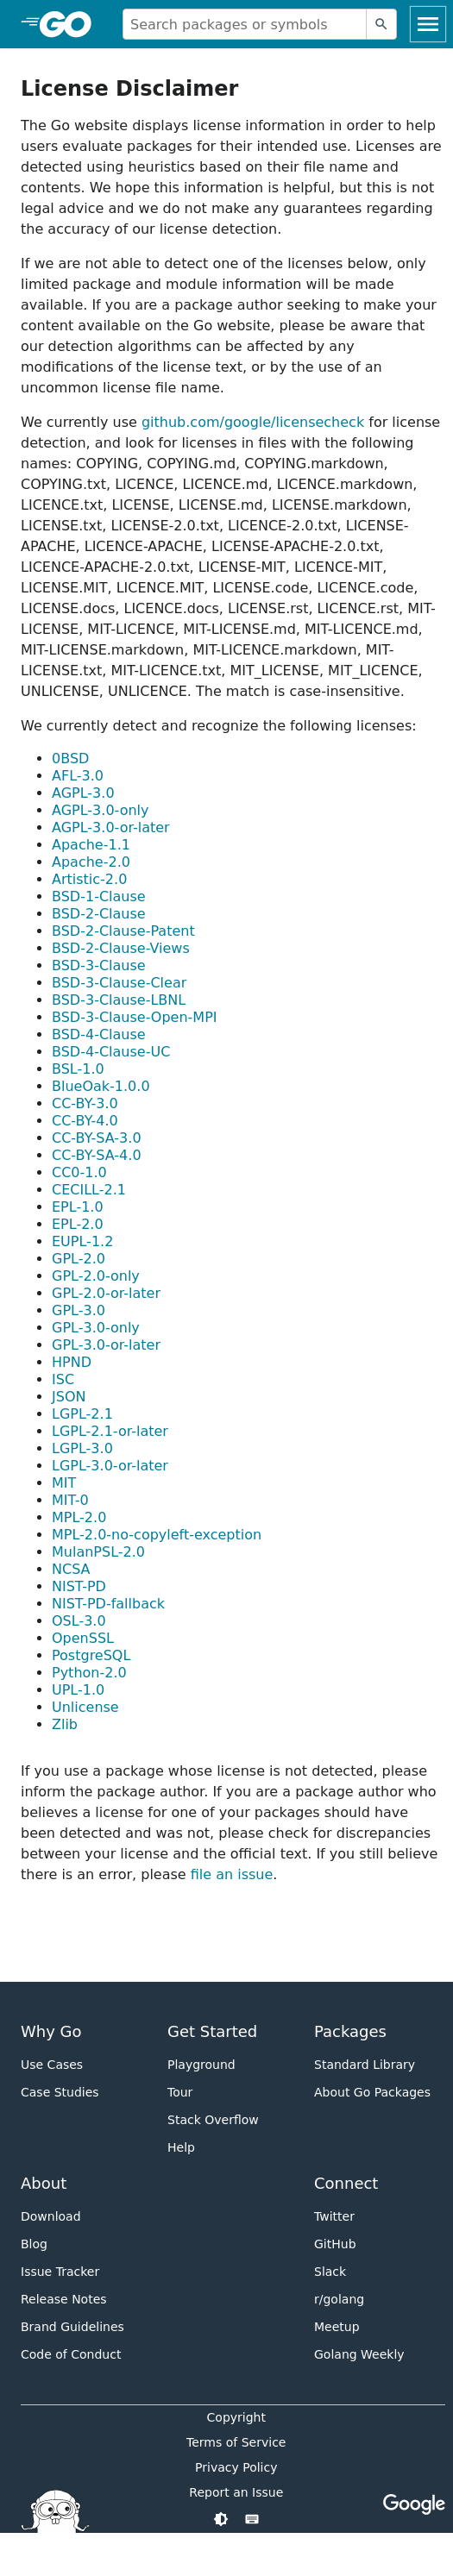 GO
Search packages or symbols
License Disclaimer
The Go website displays license information in order to help
users evaluate packages for their intended use. Licenses are
detected using heuristics based on their file name and
contents. We hope this information is helpful, but this is not
legal advice and we do not make any guarantees regarding
the accuracy of our license detection.
If we are not able to detect one of the licenses below, only
limited package and module information will be made
available. If you are a package author seeking to make your
content available on the Go website, please be aware that
our detection algorithms can be affected by any
modifications of the license text, or by the use of an
uncommon license file name.
We currently use github.com/google/licensecheck for license
detection, and look for licenses in files with the following
names: COPYING, COPYING.md, COPYING.markdown,
COPYING.txt, LICENCE, LICENCE.md, LICENCE.markdown,
LICENCE.txt, LICENSE, LICENSE.md, LICENSE.markdown,
LICENSE.txt, LICENSE-2.0.txt, LICENCE-2.0.txt, LICENSE-
APACHE, LICENCE-APACHE, LICENSE-APACHE-2.0.txt,
LICENCE-APACHE-2.0.txt, LICENSE-MIT, LICENCE-MIT,
LICENSE.MIT, LICENCE.MIT, LICENSE.code, LICENCE.code,
LICENSE.docs, LICENCE.docs, LICENSE.rst, LICENCE.rst, MIT-
LICENSE, MIT-LICENCE, MIT-LICENSE.md, MIT-LICENCE.md,
MIT-LICENSE.markdown, MIT-LICENCE.markdown, MIT-
LICENSE.txt, MIT-LICENCE.txt, MIT_LICENSE, MIT_LICENCE,
UNLICENSE, UNLICENCE. The match is case-insensitive.
We currently detect and recognize the following licenses:
0BSD
AFL-3.0
AGPL-3.0
AGPL-3.0-only
AGPL-3.0-or-later
Apache-1.1
Apache-2.0
Artistic-2.0
BSD-1-Clause
BSD-2-Clause
BSD-2-Clause-Patent
BSD-2-Clause-Views
BSD-3-Clause
BSD-3-Clause-Clear
BSD-3-Clause-LBNL
BSD-3-Clause-Open-MPI
BSD-4-Clause
BSD-4-Clause-UC
BSL-1.0
BlueOak-1.0.0
CC-BY-3.0
CC-BY-4.0
CC-BY-SA-3.0
CC-BY-SA-4.0
CC0-1.0
CECILL-2.1
EPL-1.0
EPL-2.0
EUPL-1.2
GPL-2.0
GPL-2.0-only
GPL-2.0-or-later
GPL-3.0
GPL-3.0-only
GPL-3.0-or-later
HPND
ISC
JSON
LGPL-2.1
LGPL-2.1-or-later
LGPL-3.0
LGPL-3.0-or-later
MIT
MIT-0
MPL-2.0
MPL-2.0-no-copyleft-exception
MulanPSL-2.0
NCSA
NIST-PD
NIST-PD-fallback
OSL-3.0
OpenSSL
PostgreSQL
Python-2.0
UPL-1.0
Unlicense
Zlib
If you use a package whose license is not detected, please
inform the package author. If you are a package author who
believes a license for one of your packages should have
been detected and was not, please check for discrepancies
between your license and the official text. If you still believe
there is an error, please file an issue.
Why Go
Use Cases
Case Studies
Get Started
Playground
Tour
Stack Overflow
Help
Packages
Standard Library
About Go Packages
About
Download
Blog
Issue Tracker
Release Notes
Brand Guidelines
Code of Conduct
Connect
Twitter
GitHub
Slack
r/golang
Meetup
Golang Weekly
Copyright
Terms of Service
Privacy Policy
Report an Issue
Google